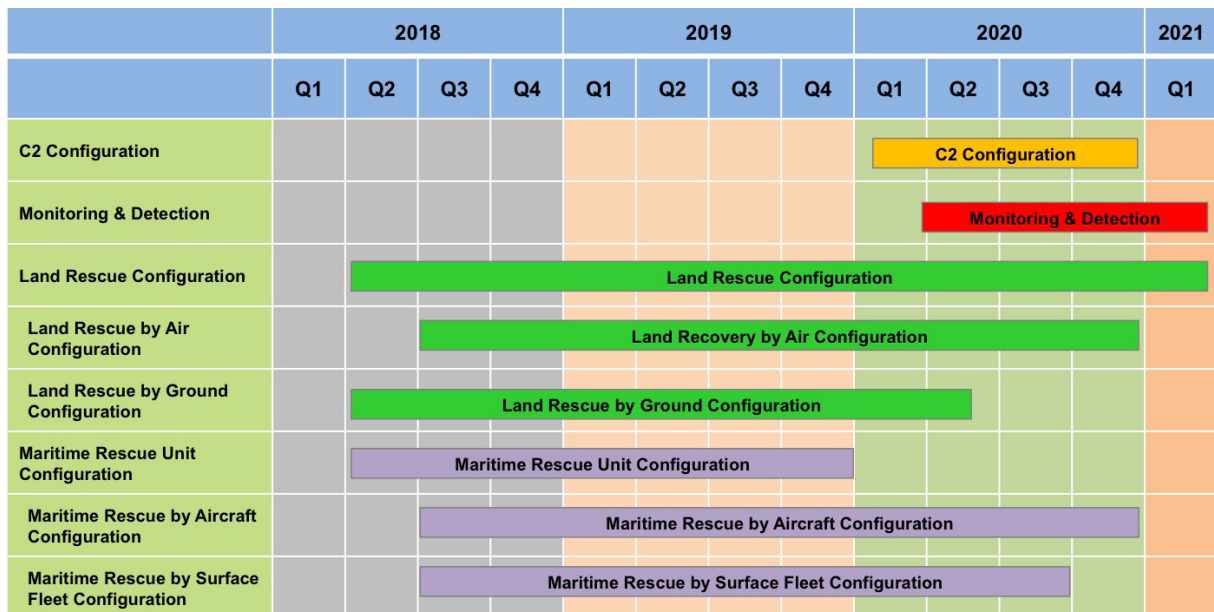 2018 2019 2020 2021
Q1 Q2 Q3 Q4 Q1 Q2 Q3 Q4 Q1 Q2 Q3 Q4 Q1
C2 Configuration
C2 Configuration
Monitoring & Detection
Monitoring & Detection
Land Rescue Configuration
Land Rescue Configuration
Land Rescue by Air
Configuration
Land Recovery by Air Configuration
Land Rescue by Ground
Configuration
Land Rescue by Ground Configuration
Maritime Rescue Unit
Configuration
Maritime Rescue Unit Configuration
Maritime Rescue by Aircraft
Configuration
Maritime Rescue by Aircraft Configuration
Maritime Rescue by Surface
Fleet Configuration
Maritime Rescue by Surface Fleet Configuration